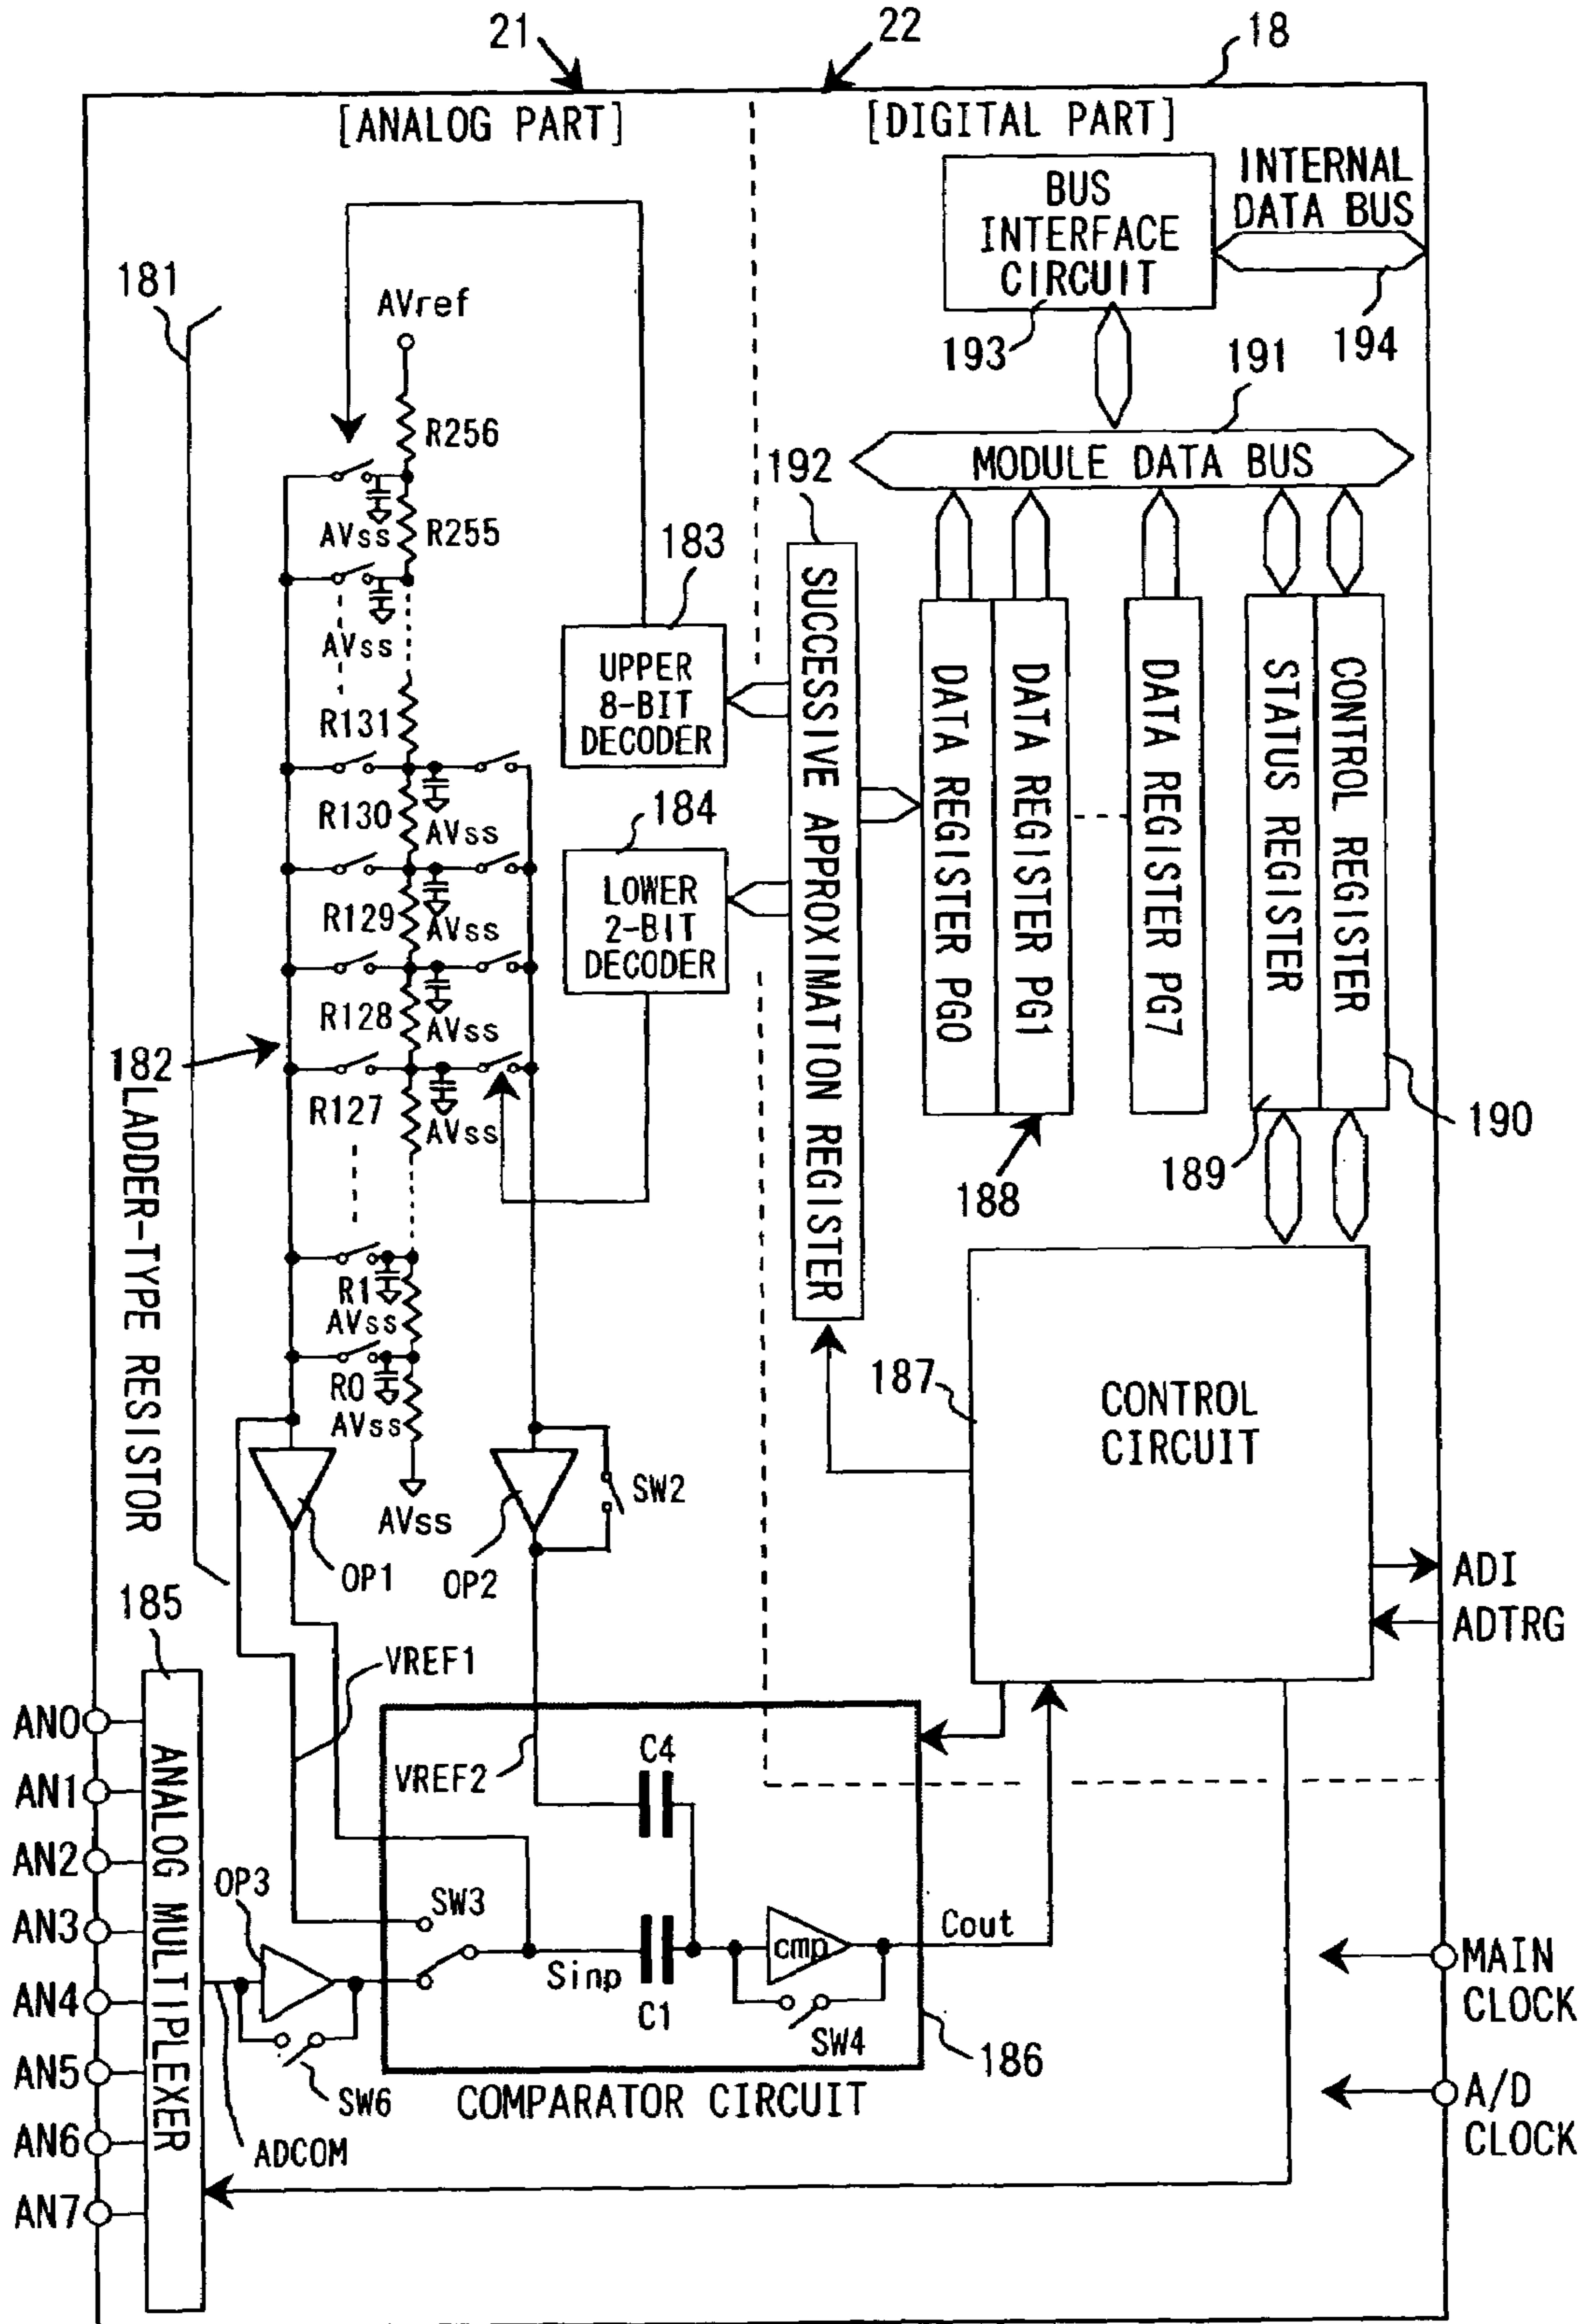 21
22
18
[ANALOG PART]
[DIGITAL PART]
BUS
INTERFACE
CIRCUIT
193
INTERNAL
DATA BUS
194
181
AVref
R256
AVss
R255
AVss
R131
R130
AVss
R129
AVss
R128
AVss
R127
AVss
R1
AVss
R0
AVss
AVss
182
LADDER-TYPE RESISTOR
183
UPPER
8-BIT
DECODER
184
LOWER
2-BIT
DECODER
192
SUCCESSIVE APPROXIMATION REGISTER
191
MODULE DATA BUS
DATA REGISTER PG0
DATA REGISTER PG1
DATA REGISTER PG7
STATUS REGISTER
CONTROL REGISTER
188
189
190
187
CONTROL
CIRCUIT
OP1
OP2
SW2
ADI
ADTRG
185
VREF1
AN0
AN1
AN2
AN3
AN4
AN5
AN6
AN7
ANALOG MULTIPLEXER
VREF2
C4
OP3
SW3
Sinp
C1
cmp
Cout
SW4
186
SW6
ADCOM
COMPARATOR CIRCUIT
MAIN
CLOCK
A/D
CLOCK